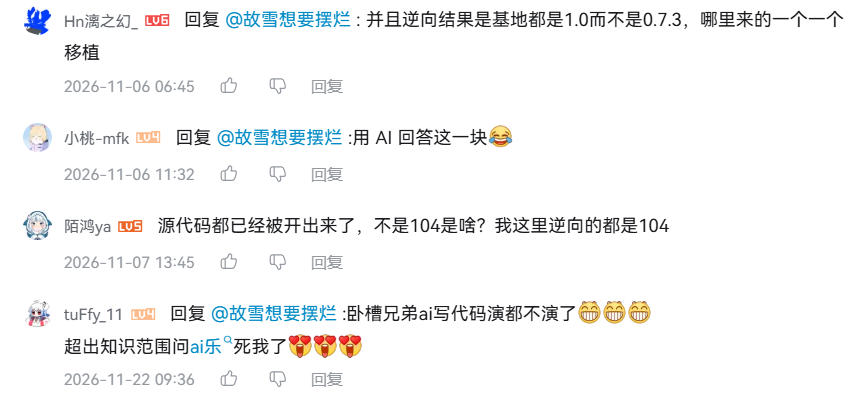 Hn漓之幻_ LV6 回复 @故雪想要摆烂 : 并且逆向结果是基地都是1.0而不是0.7.3，哪里来的一个一个
移植
2026-11-06 06:45 回复
小桃-mfk LV4 回复 @故雪想要摆烂 :用 AI 回答这一块😂
2026-11-06 11:32 回复
陌鸿ya LV5 源代码都已经被开出来了，不是104是啥？我这里逆向的都是104
2026-11-07 13:45 回复
tuFfy_11 LV4 回复 @故雪想要摆烂 :卧槽兄弟ai写代码演都不演了😁😁😁
超出知识范围问ai乐死我了😍😍😍
2026-11-22 09:36 回复